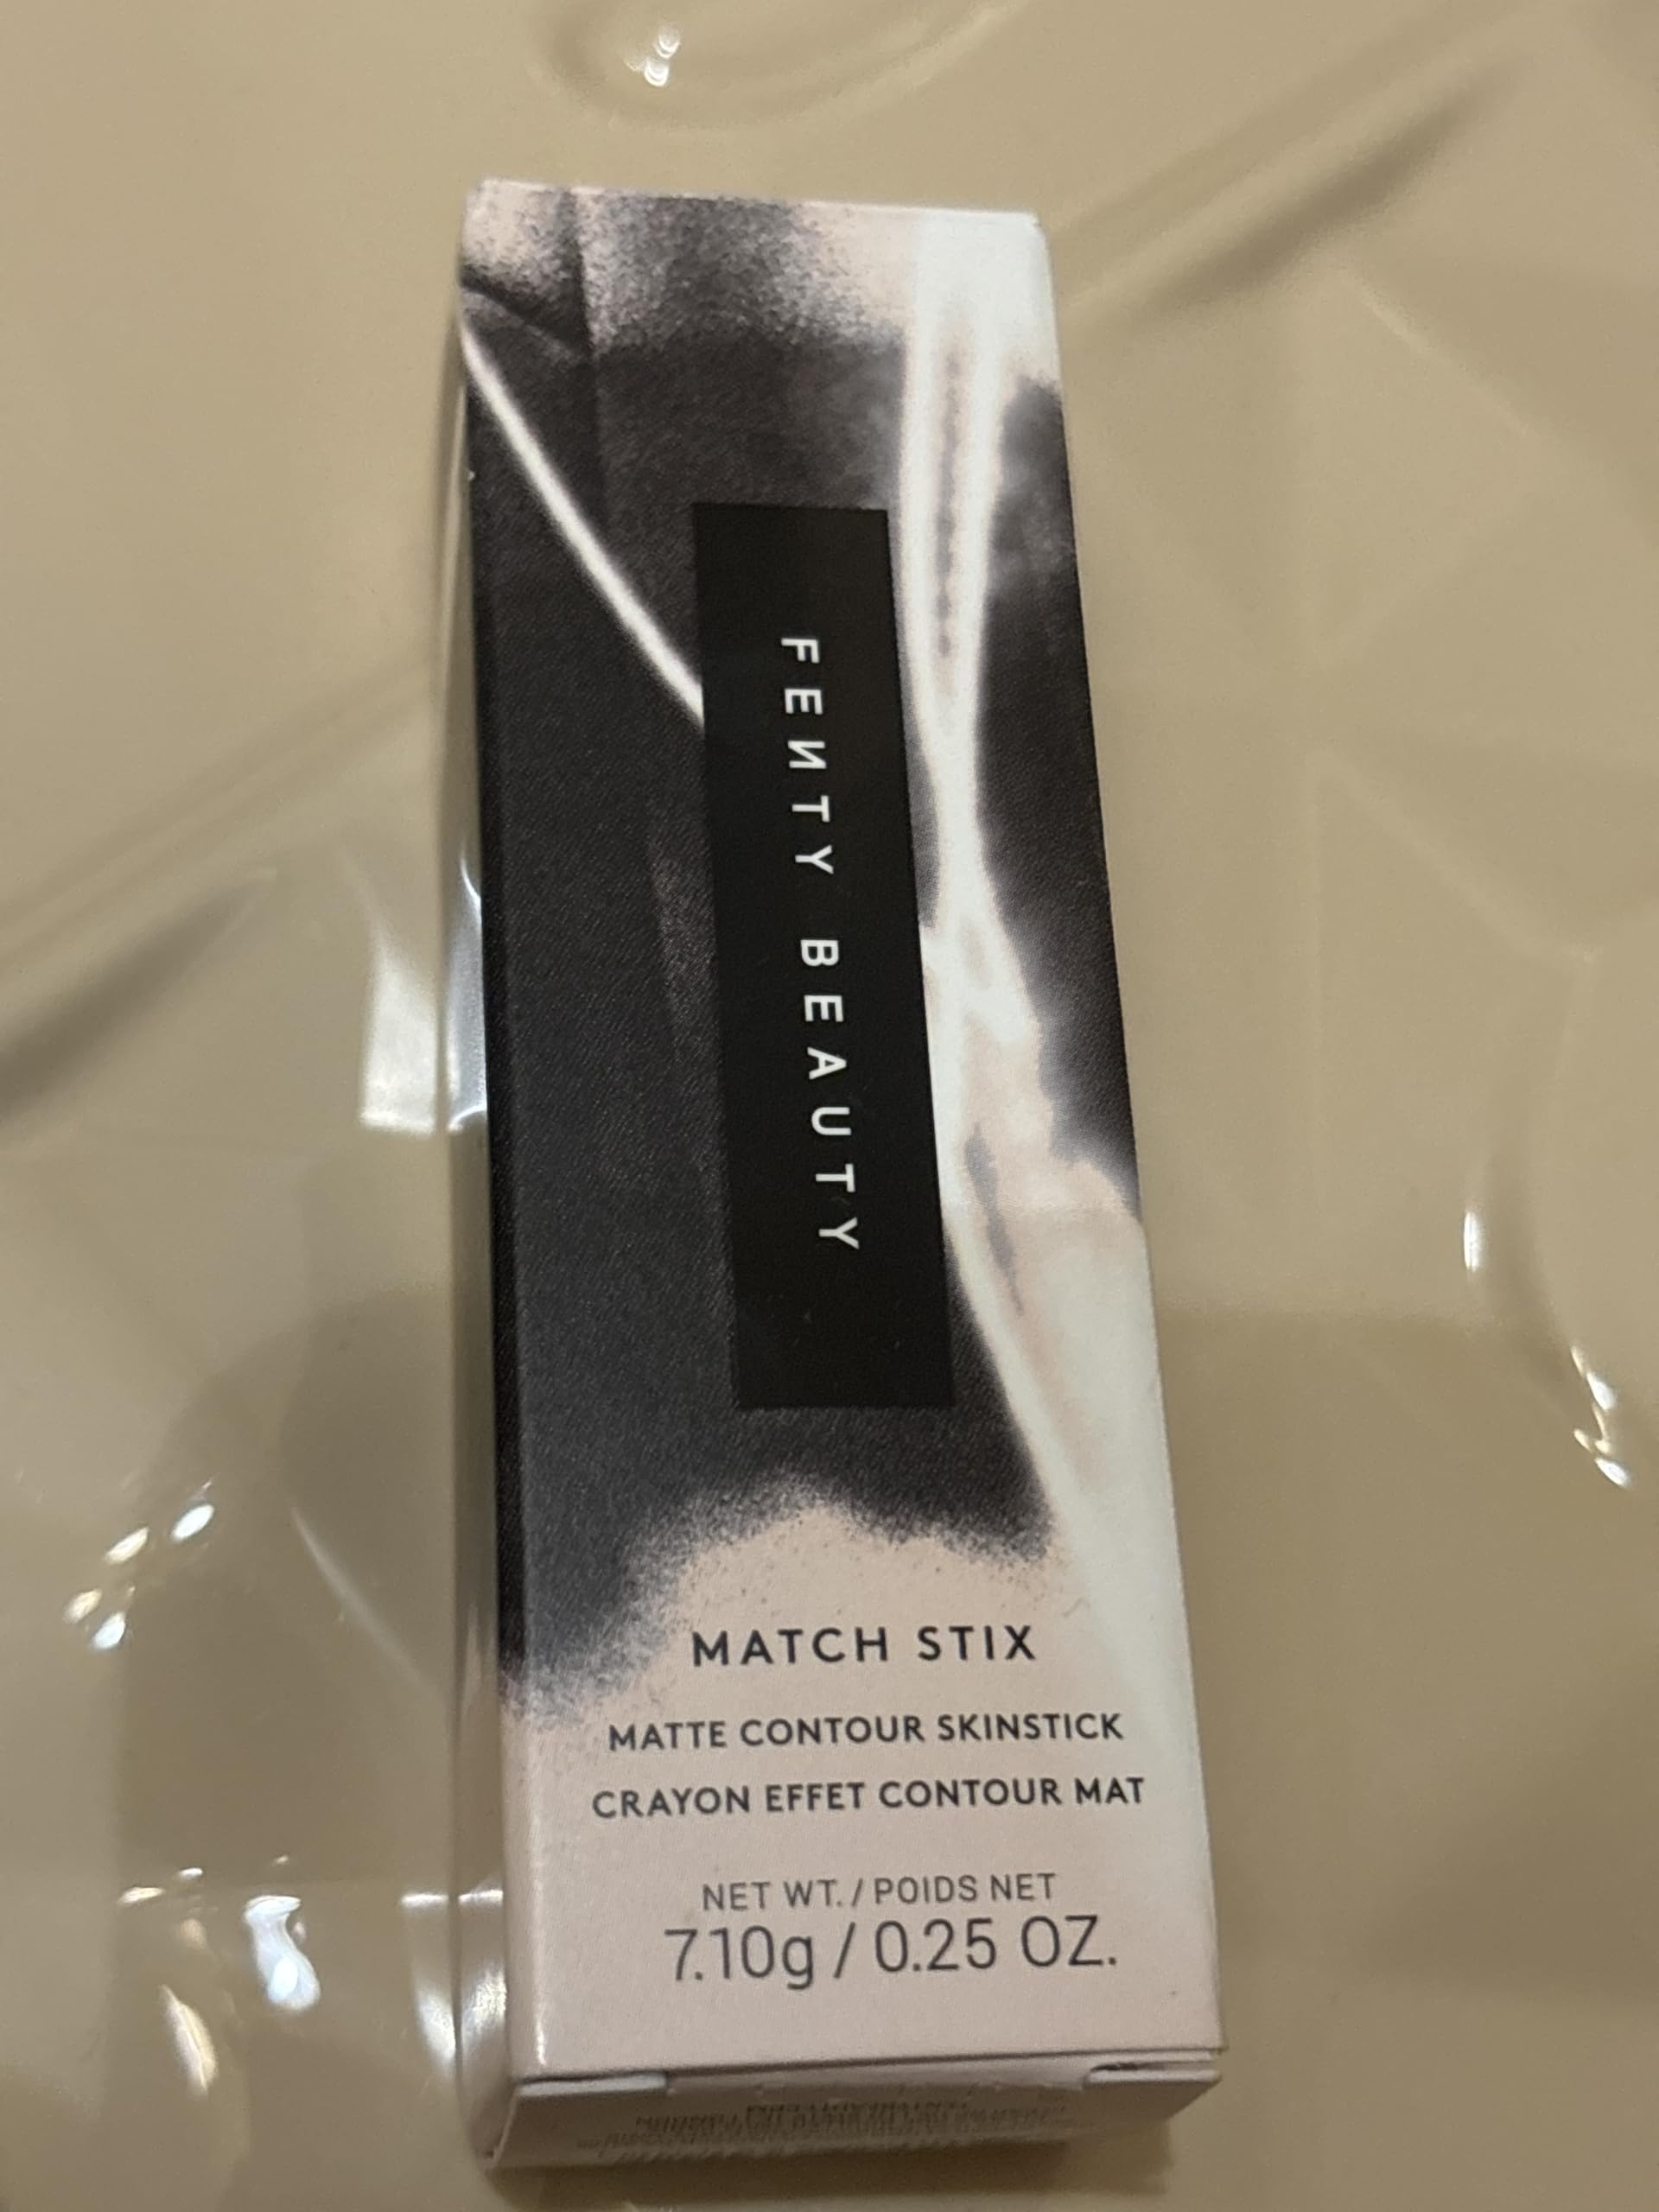 FEИTY BEAUTY
MATCH STIX
MATTE CONTOUR SKINSTICK
CRAYON EFFET CONTOUR MAT
NET WT. / POIDS NET
7.10g / 0.25 OZ.